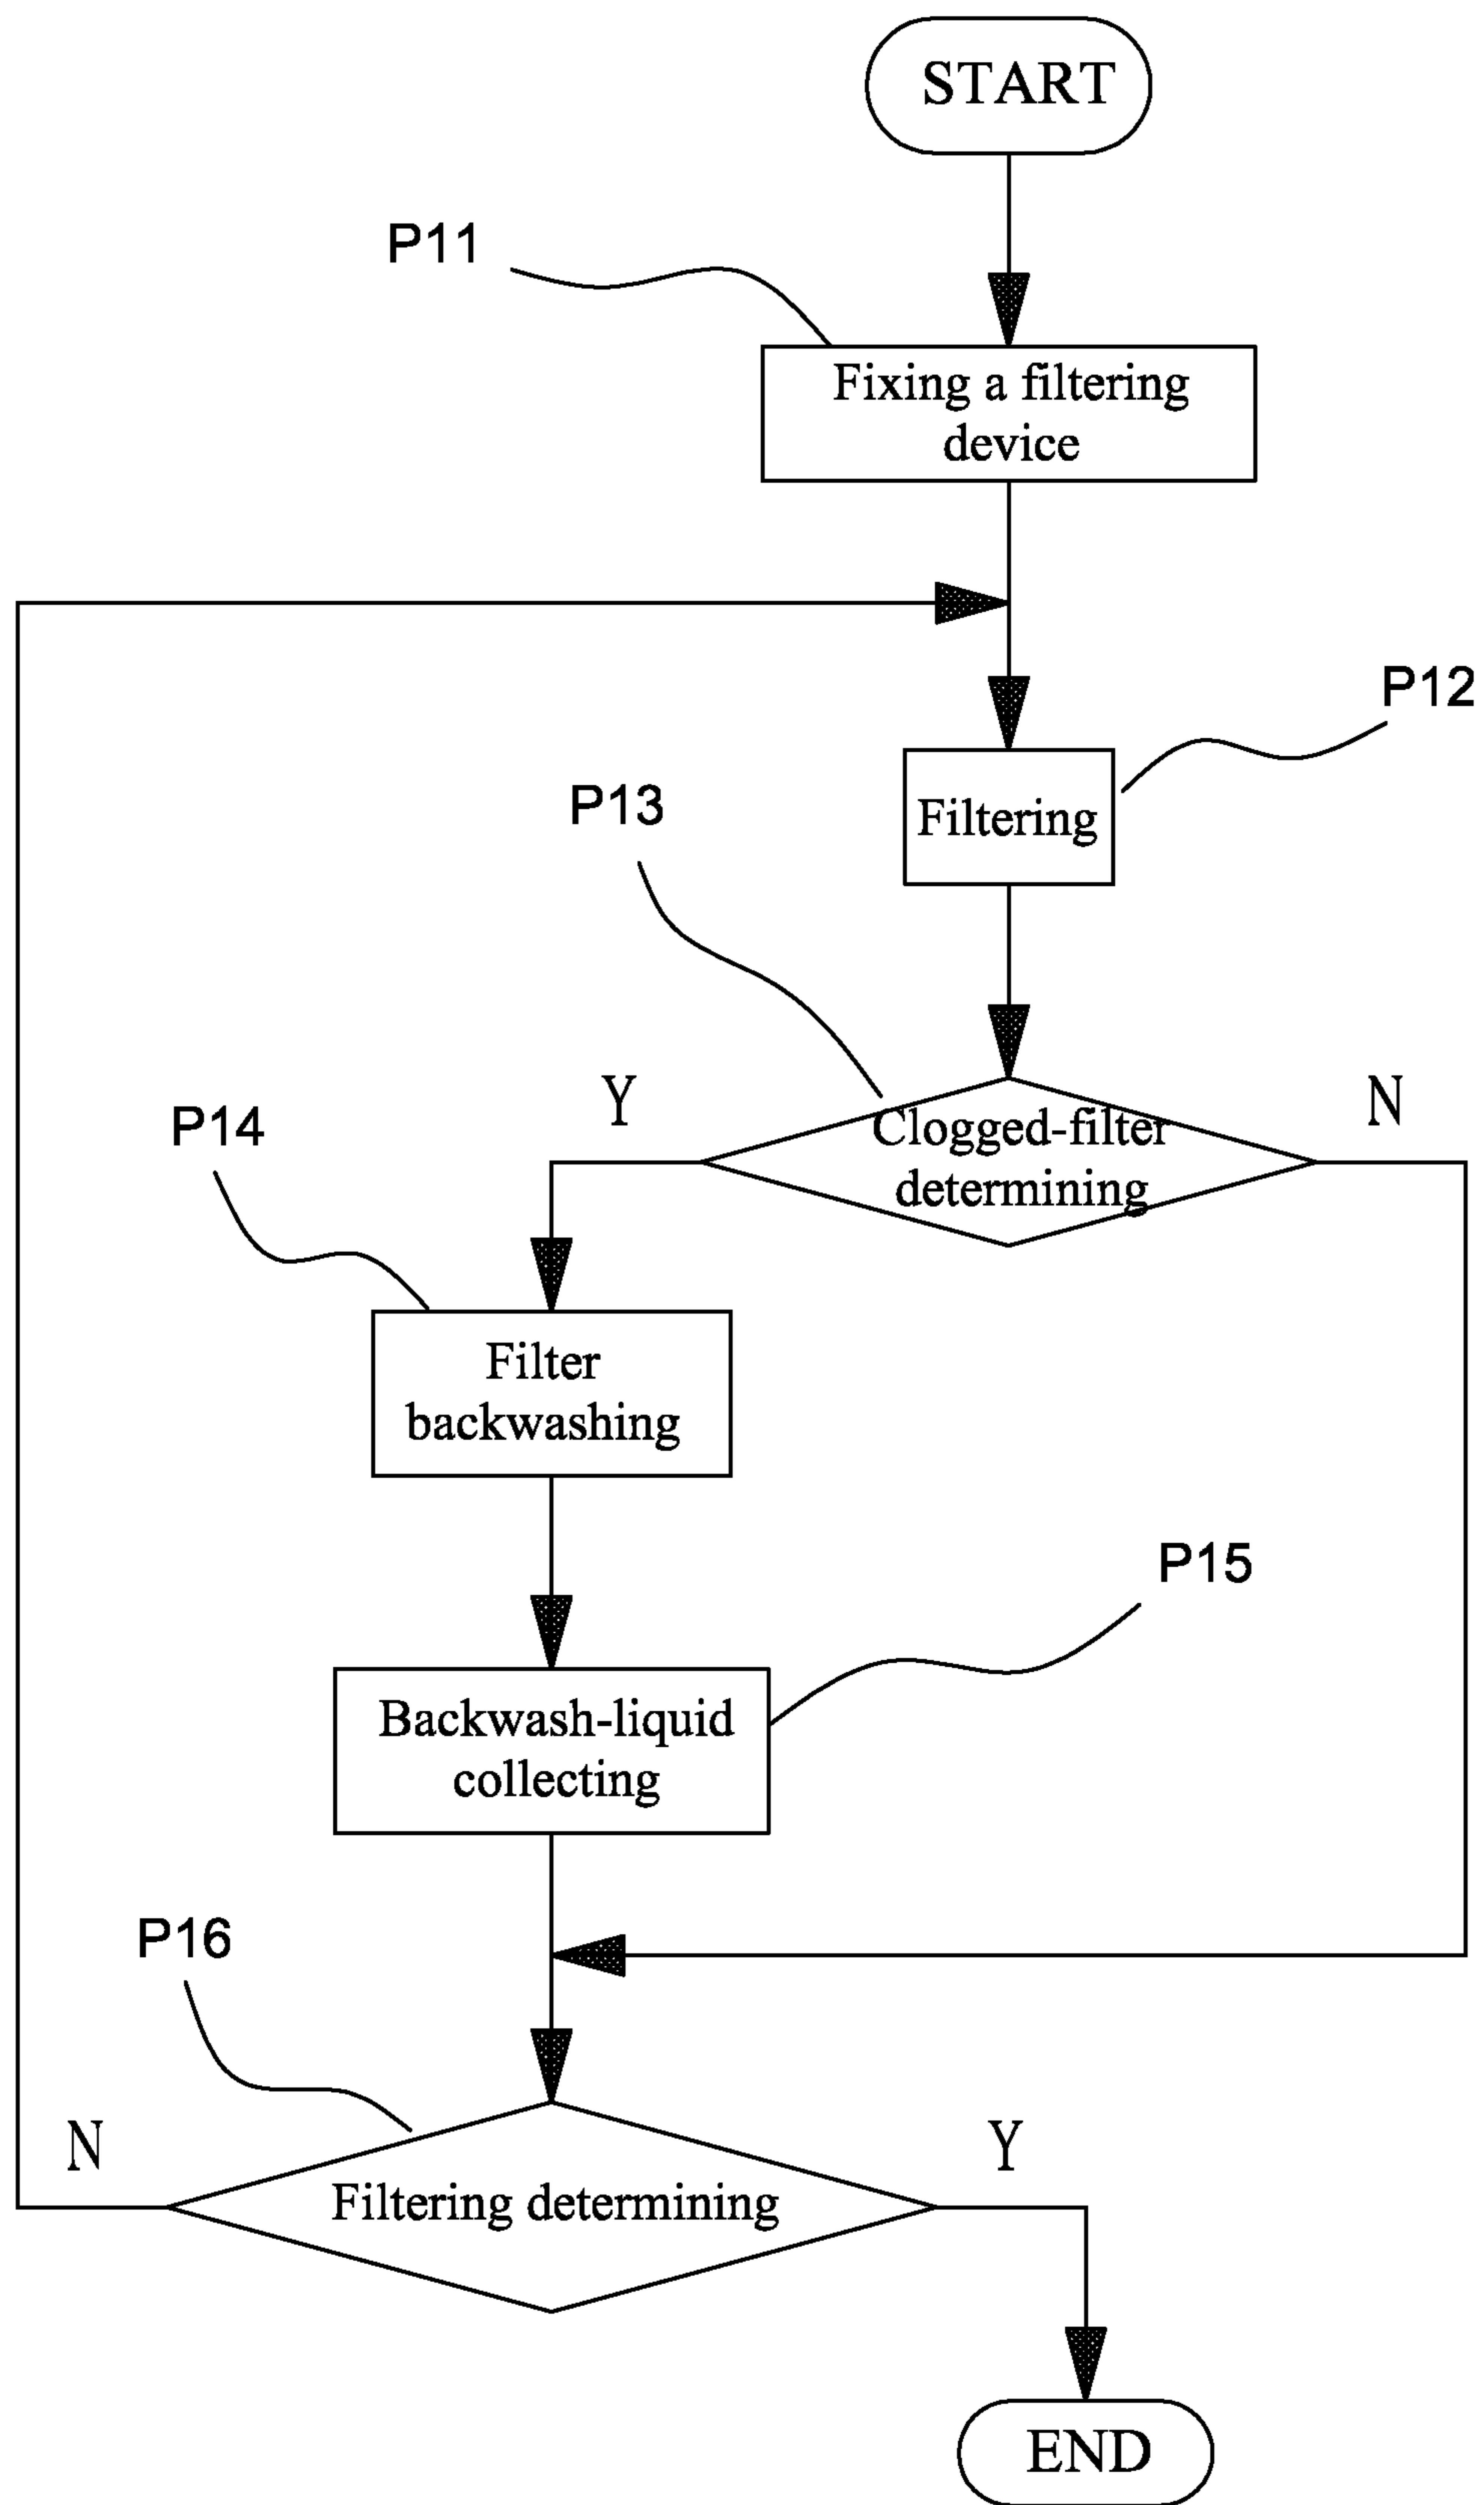 START
P11
Fixing a filtering
device
P12
Filtering
P13
Y
N
Clogged-filter
determining
P14
Filter
backwashing
P15
Backwash-liquid
collecting
P16
N
Y
Filtering determining
END